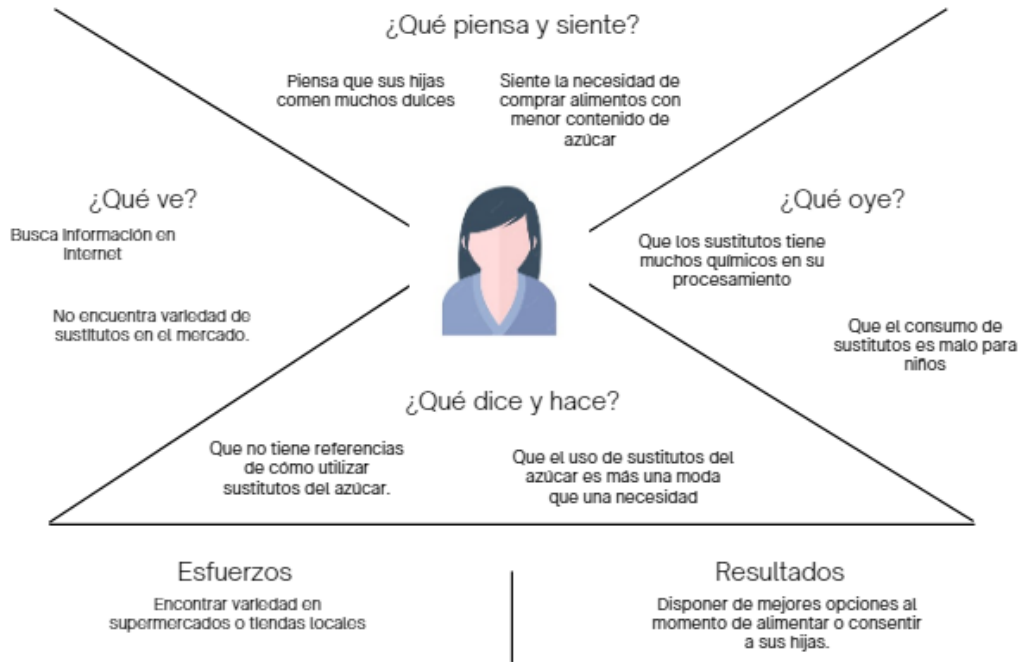 ¿Qué piensa y siente?
Piensa que sus hijas
comen muchos dulces
Siente la necesidad de
comprar alimentos con
menor contenido de
azúcar
¿Qué ve?
Busca información en
Internet
No encuentra variedad de
sustitutos en el mercado.
¿Qué oye?
Que los sustitutos tiene
muchos químicos en su
procesamiento
Que el consumo de
sustitutos es malo para
niños
¿Qué dice y hace?
Que no tiene referencias
de cómo utilizar
sustitutos del azúcar.
Que el uso de sustitutos del
azúcar es más una moda
que una necesidad
Esfuerzos
Encontrar variedad en
supermercados o tiendas locales
Resultados
Disponer de mejores opciones al
momento de alimentar o consentir
a sus hijas.